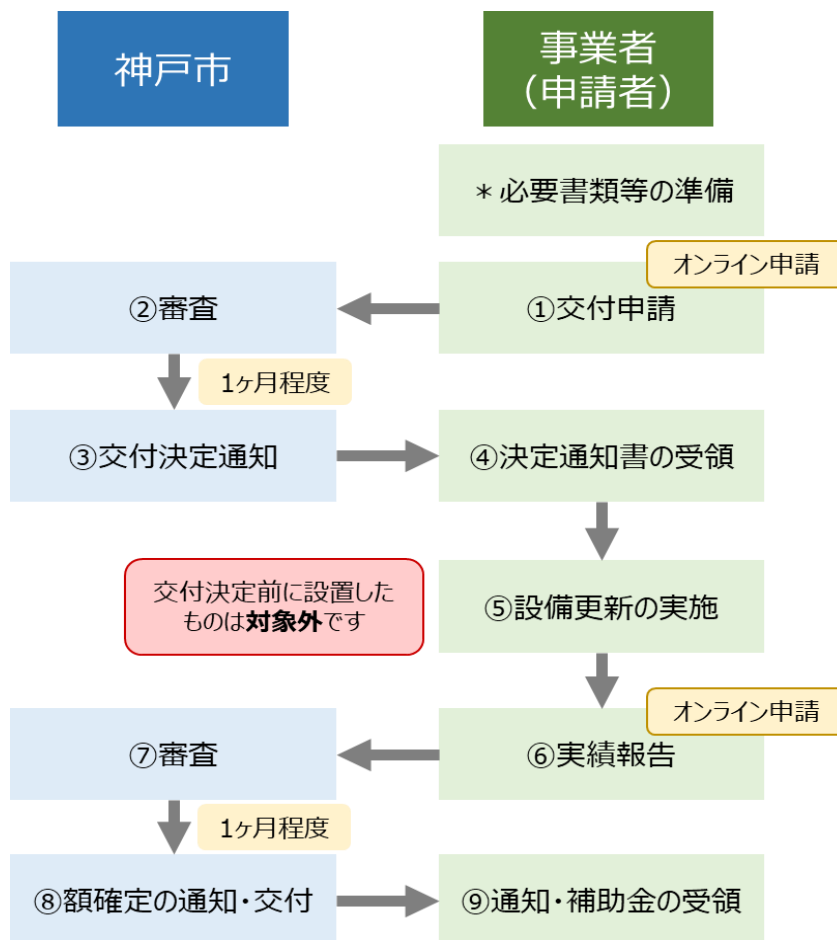 神戸市
事業者
（申請者）
＊必要書類等の準備
オンライン申請
①交付申請
②審査
1ヶ月程度
③交付決定通知
④決定通知書の受領
交付決定前に設置した
ものは対象外です
⑤設備更新の実施
オンライン申請
⑥実績報告
⑦審査
1ヶ月程度
⑧額確定の通知・交付
⑨通知・補助金の受領